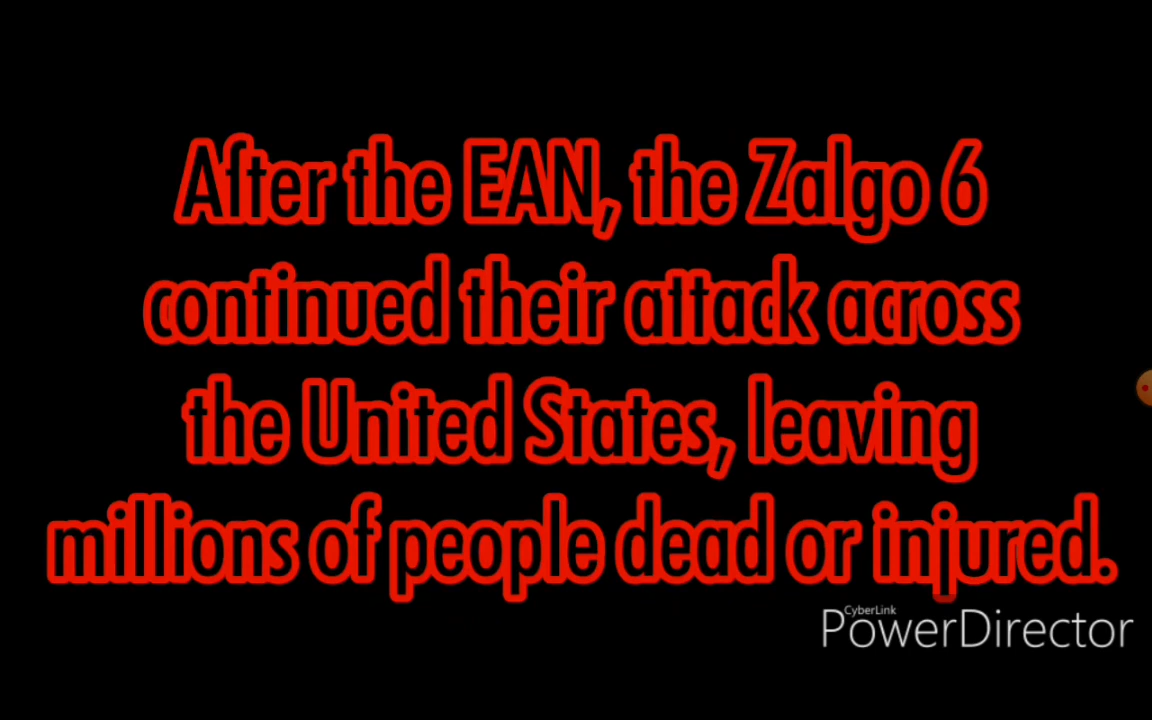 After the EAN, the Zalgo 6
continued their attack across
the United States, leaving
millions of people dead or injured.
CyberLink
PowerDirector